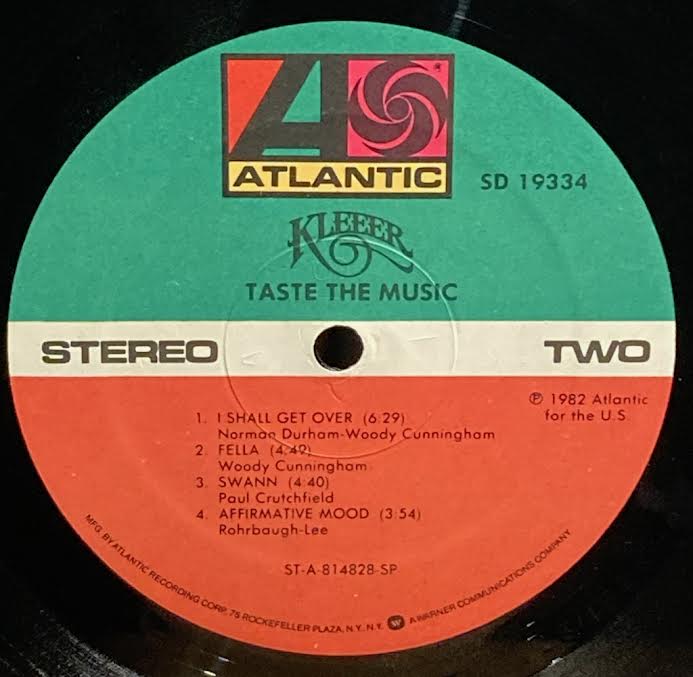 ATLANTIC
SD 19334
KLEEER
TASTE THE MUSIC
STEREO
TWO
℗ 1982 Atlantic
for the U.S.
1. I SHALL GET OVER (6:29)
Norman Durham-Woody Cunningham
2. FELLA (4:49)
Woody Cunningham
3. SWANN (4:40)
Paul Crutchfield
4. AFFIRMATIVE MOOD (3:54)
Rohrbaugh-Lee
ST-A-814828-SP
MFG. BY ATLANTIC RECORDING CORP., 75 ROCKEFELLER PLAZA, N.Y., N.Y. W A WARNER COMMUNICATIONS COMPANY